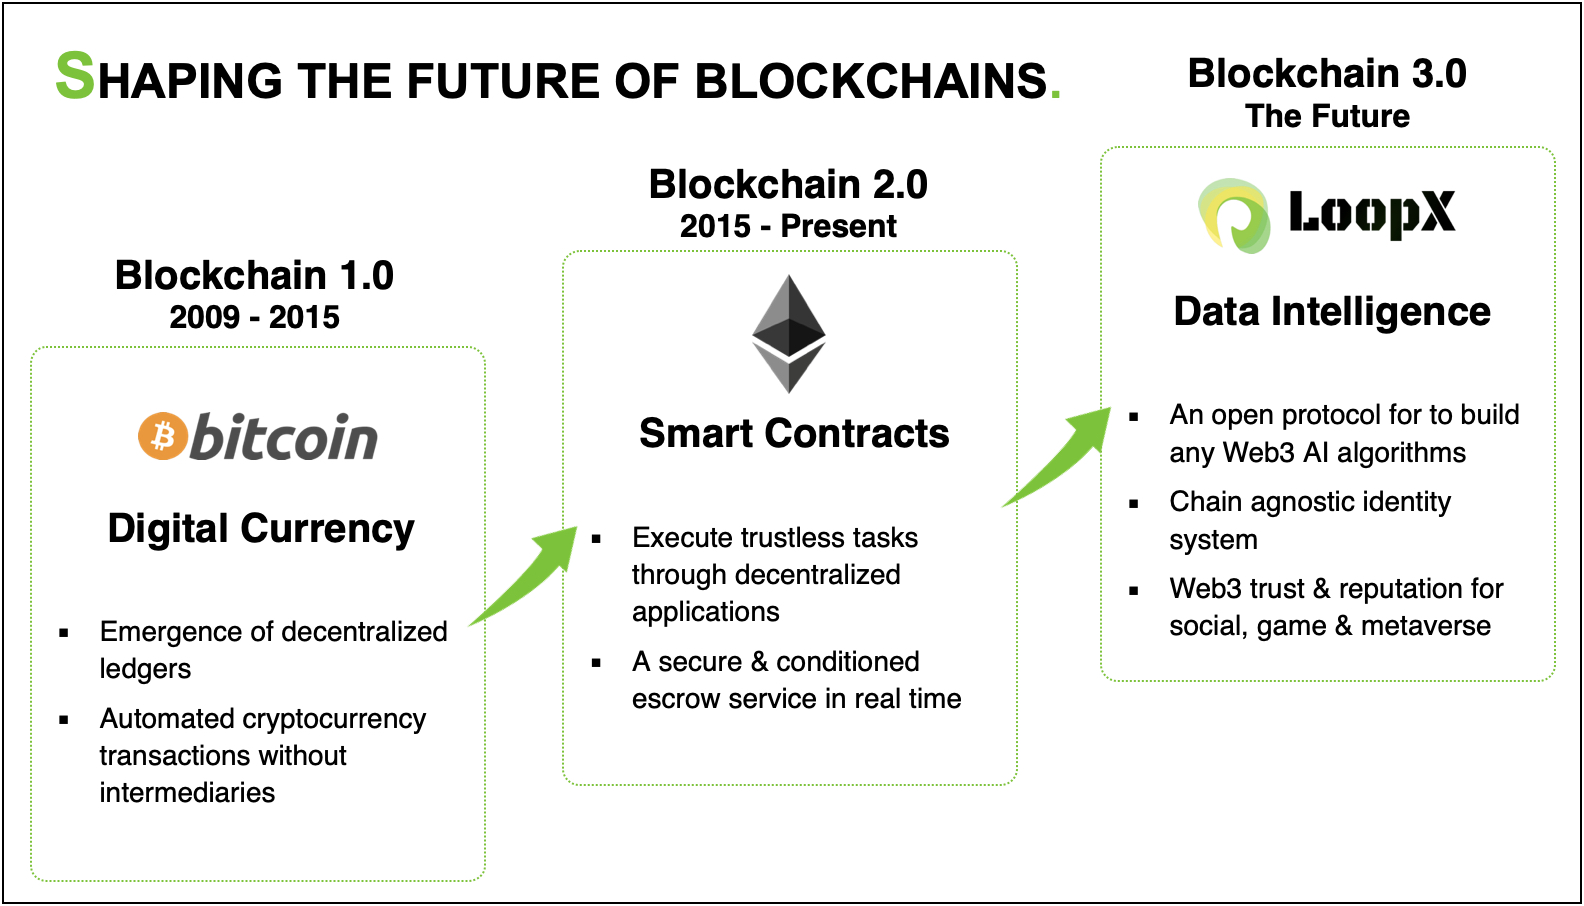 SHAPING THE FUTURE OF BLOCKCHAINS.
Blockchain 1.0
2009 - 2015
bitcoin
Digital Currency
▪ Emergence of decentralized
ledgers
▪ Automated cryptocurrency
transactions without
intermediaries
Blockchain 2.0
2015 - Present
Smart Contracts
▪ Execute trustless tasks
through decentralized
applications
▪ A secure & conditioned
escrow service in real time
Blockchain 3.0
The Future
LoopX
Data Intelligence
▪ An open protocol for to build
any Web3 AI algorithms
▪ Chain agnostic identity
system
▪ Web3 trust & reputation for
social, game & metaverse